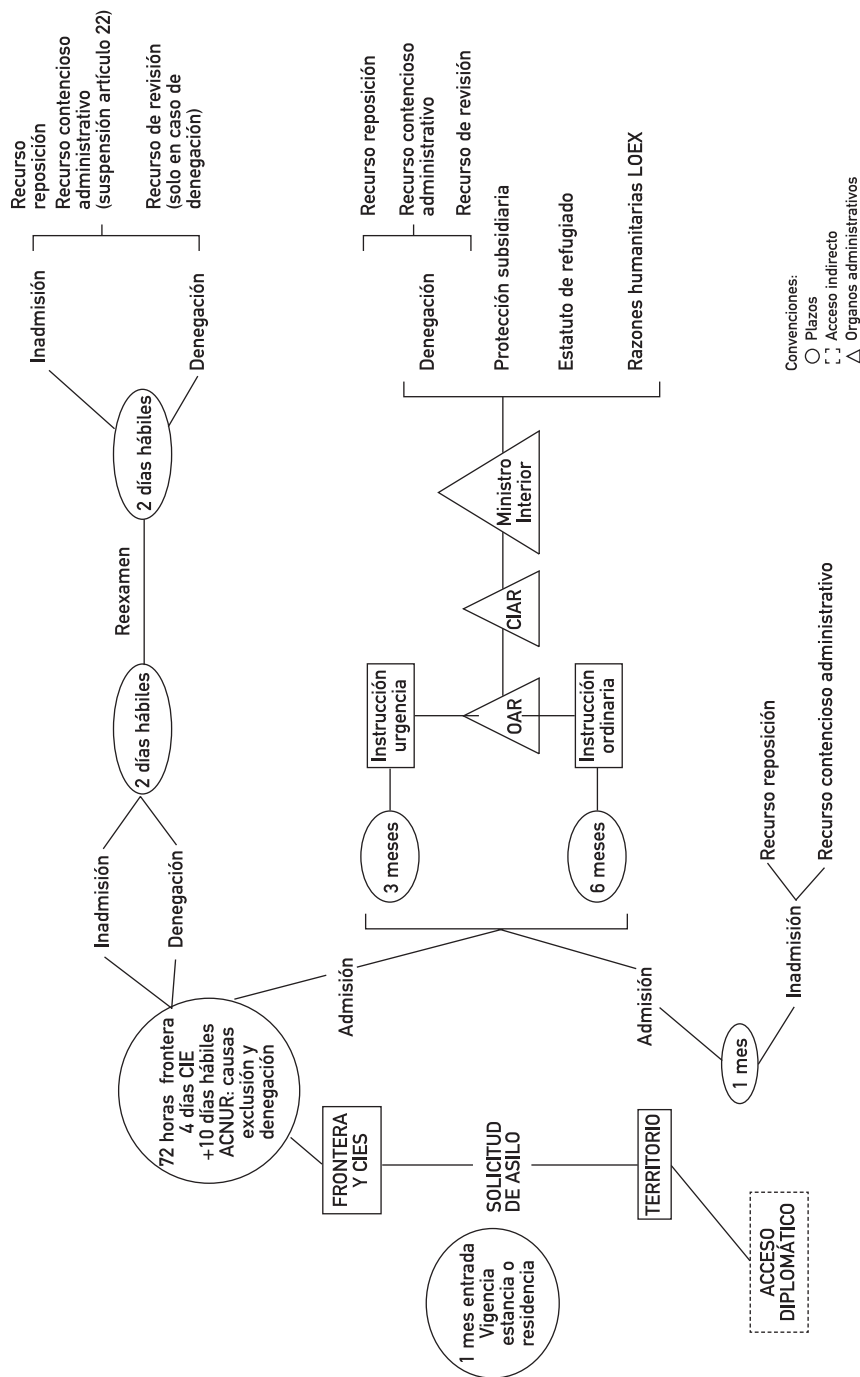 1 mes entrada
Vigencia
estancia o
residencia
SOLICITUD
DE ASILO
FRONTERA
Y CIES
TERRITORIO
ACCESO
DIPLOMÁTICO
72 horas frontera
4 días CIE
+10 días hábiles
ACNUR: causas
exclusión y
denegación
Inadmisión
Denegación
2 días hábiles
Reexamen
2 días hábiles
Inadmisión
Denegación
Recurso
reposición
Recurso contencioso
administrativo
(suspensión artículo 22)
Recurso de revisión
(solo en caso de
denegación)
Admisión
Admisión
1 mes
Inadmisión
Recurso reposición
Recurso contencioso administrativo
3 meses
Instrucción
urgencia
6 meses
Instrucción
ordinaria
OAR
CIAR
Ministro
Interior
Denegación
Recurso reposición
Recurso contencioso
administrativo
Recurso de revisión
Protección subsidiaria
Estatuto de refugiado
Razones humanitarias LOEX
Convenciones:
Plazos
Acceso indirecto
Organos administrativos